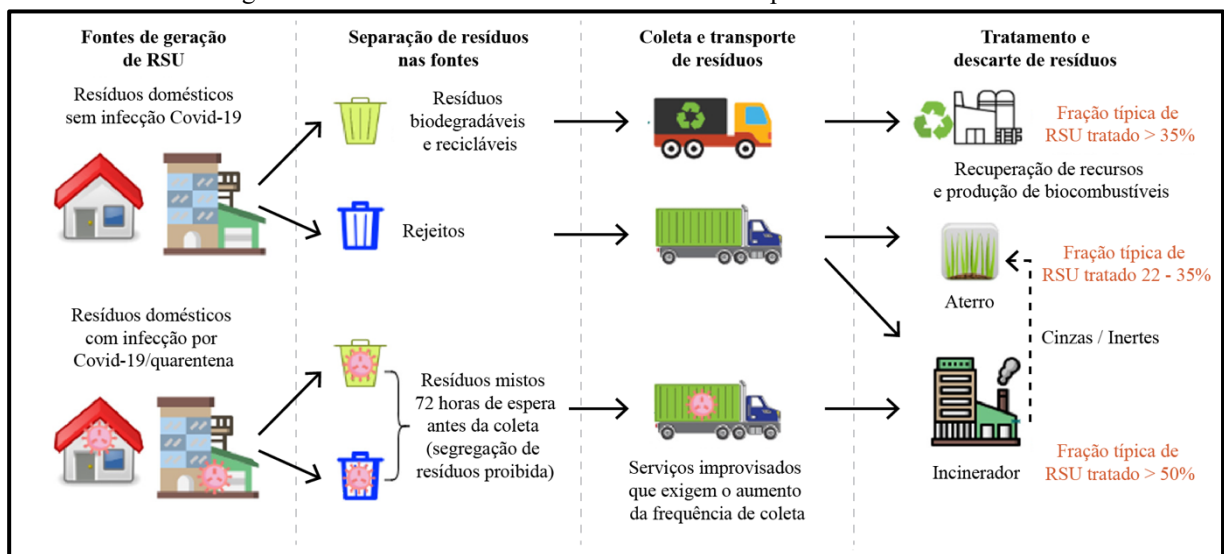 Fontes de geração
de RSU
Separação de resíduos
nas fontes
Coleta e transporte
de resíduos
Tratamento e
descarte de resíduos
Resíduos domésticos
sem infecção Covid-19
Resíduos
biodegradáveis
e recicláveis
Fração típica de
RSU tratado > 35%
Recuperação de recursos
e produção de biocombustíveis
Rejeitos
Fração típica de
RSU tratado 22 - 35%
Aterro
Cinzas / Inertes
Resíduos domésticos
com infecção por
Covid-19/quarentena
Resíduos mistos
72 horas de espera
antes da coleta
(segregação de
resíduos proibida)
Serviços improvisados
que exigem o aumento
da frequência de coleta
Incinerador
Fração típica de
RSU tratado > 50%